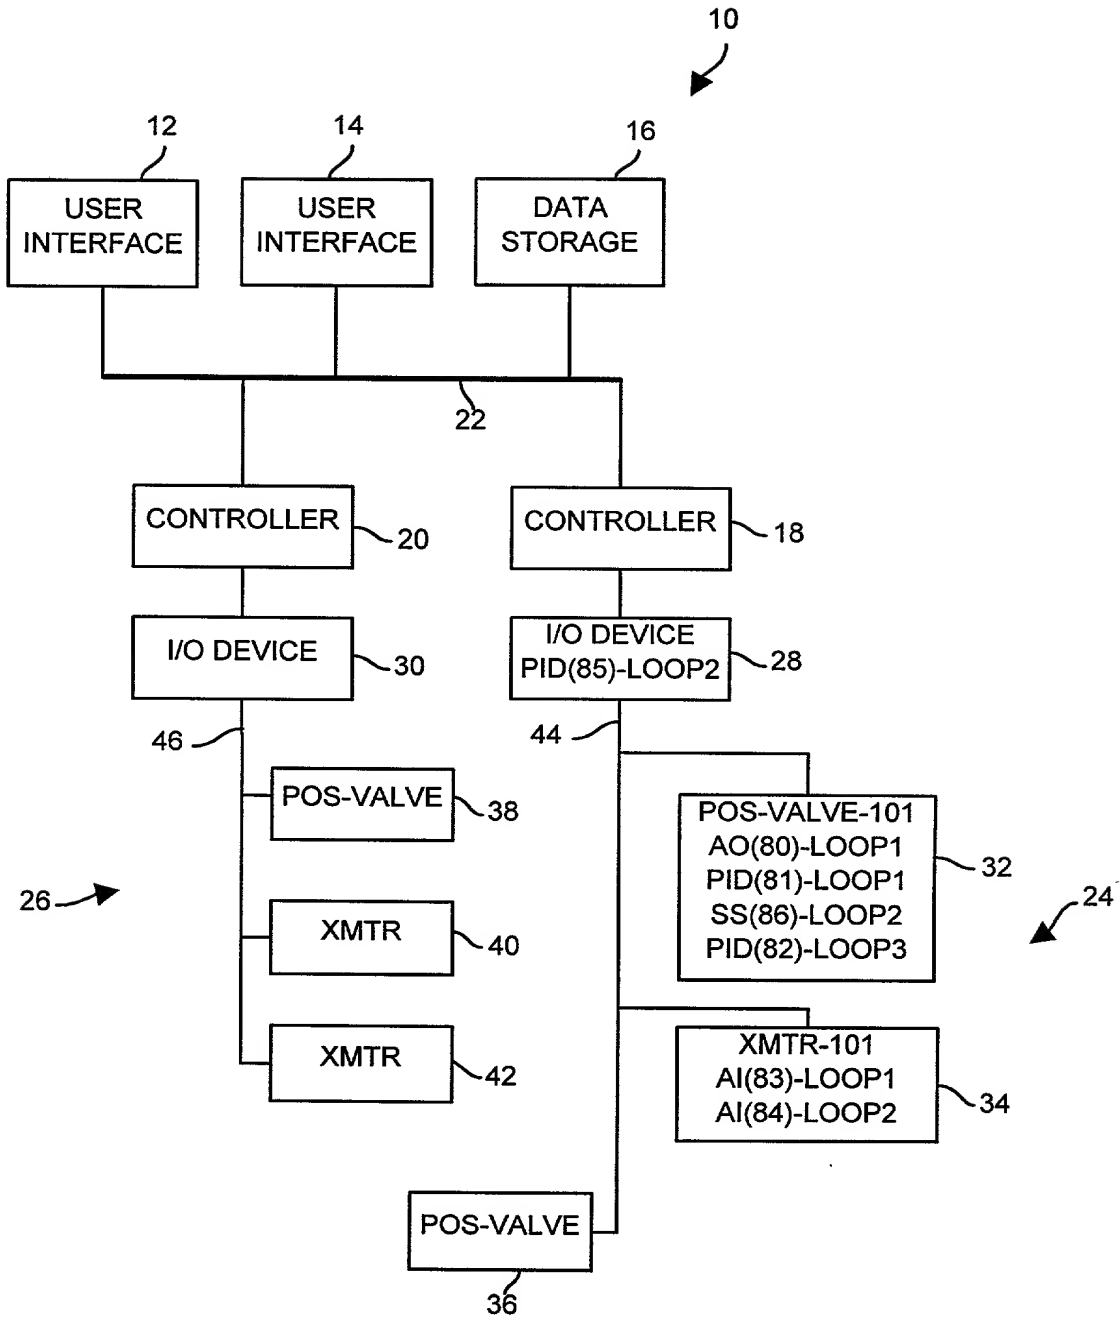 10
12
14
16
USER
INTERFACE
USER
INTERFACE
DATA
STORAGE
22
CONTROLLER
20
CONTROLLER
18
I/O DEVICE
30
I/O DEVICE
PID(85)-LOOP2
28
46
44
POS-VALVE
38
POS-VALVE-101
AO(80)-LOOP1
PID(81)-LOOP1
SS(86)-LOOP2
PID(82)-LOOP3
32
26
24
XMTR
40
XMTR
42
XMTR-101
AI(83)-LOOP1
AI(84)-LOOP2
34
POS-VALVE
36